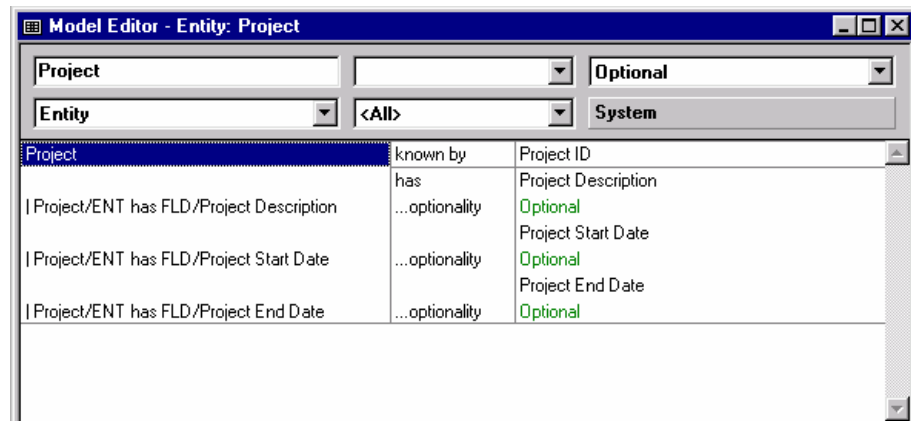 Model Editor - Entity: Project
Project Optional
Entity <All> System
Project known by Project ID
has Project Description
| Project/ENT has FLD/Project Description ...optionality Optional
Project Start Date
| Project/ENT has FLD/Project Start Date ...optionality Optional
Project End Date
| Project/ENT has FLD/Project End Date ...optionality Optional